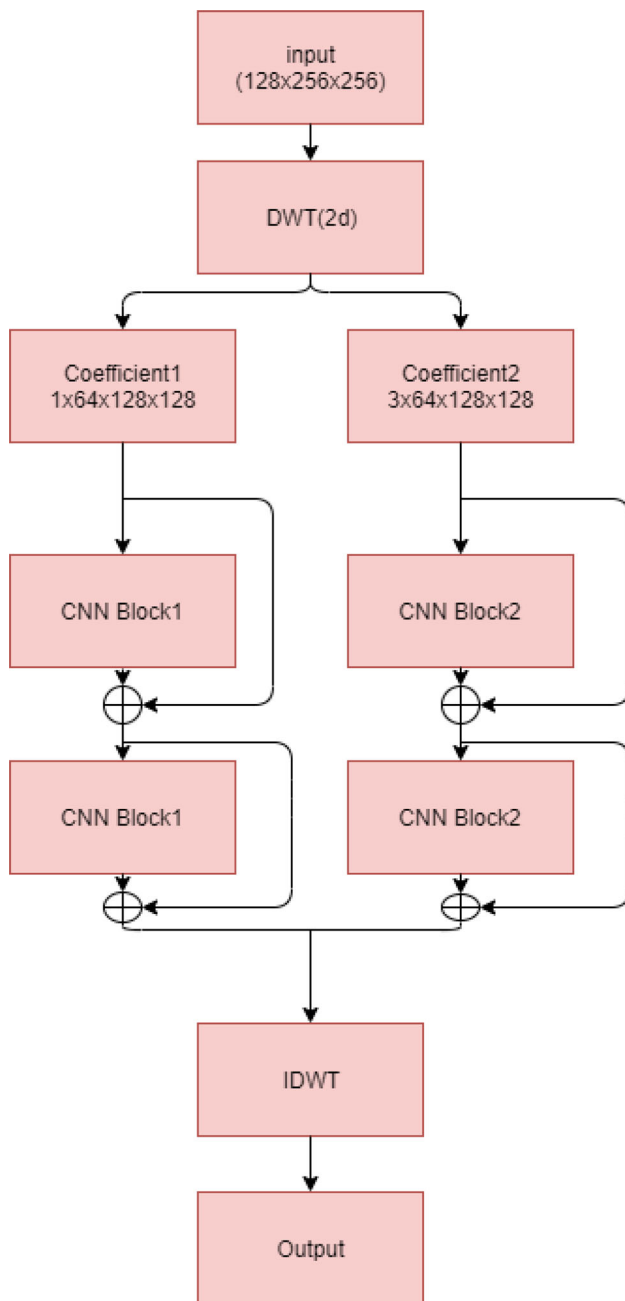 input
(128x256x256)
DWT(2d)
Coefficient1
1x64x128x128
Coefficient2
3x64x128x128
CNN Block1
CNN Block2
CNN Block1
CNN Block2
IDWT
Output